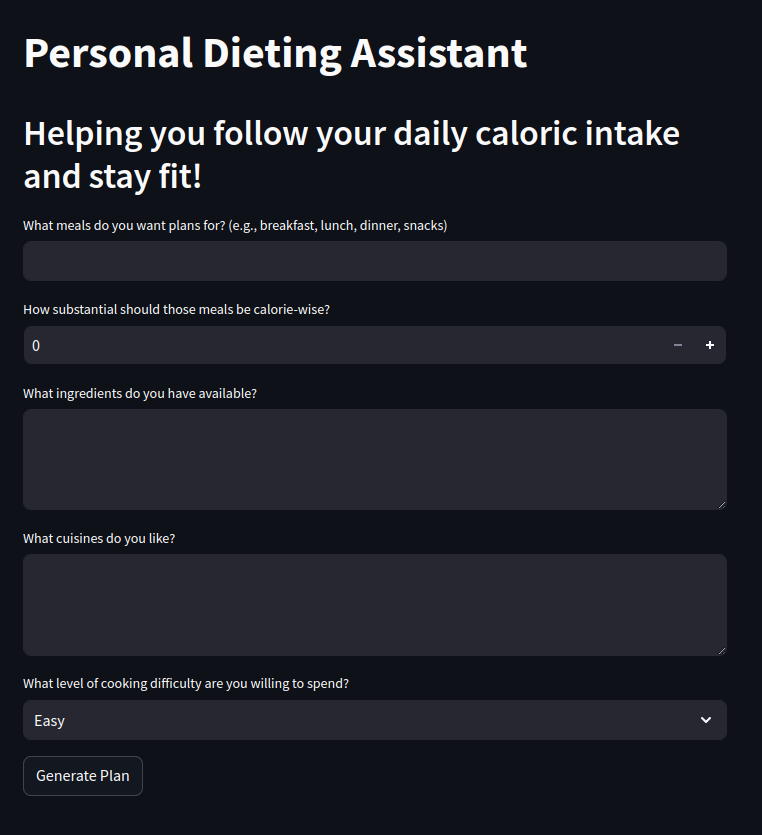 Personal Dieting Assistant
Helping you follow your daily caloric intake
and stay fit!
What meals do you want plans for? (e.g., breakfast, lunch, dinner, snacks)
How substantial should those meals be calorie-wise?
0
What ingredients do you have available?
What cuisines do you like?
What level of cooking difficulty are you willing to spend?
Easy
Generate Plan